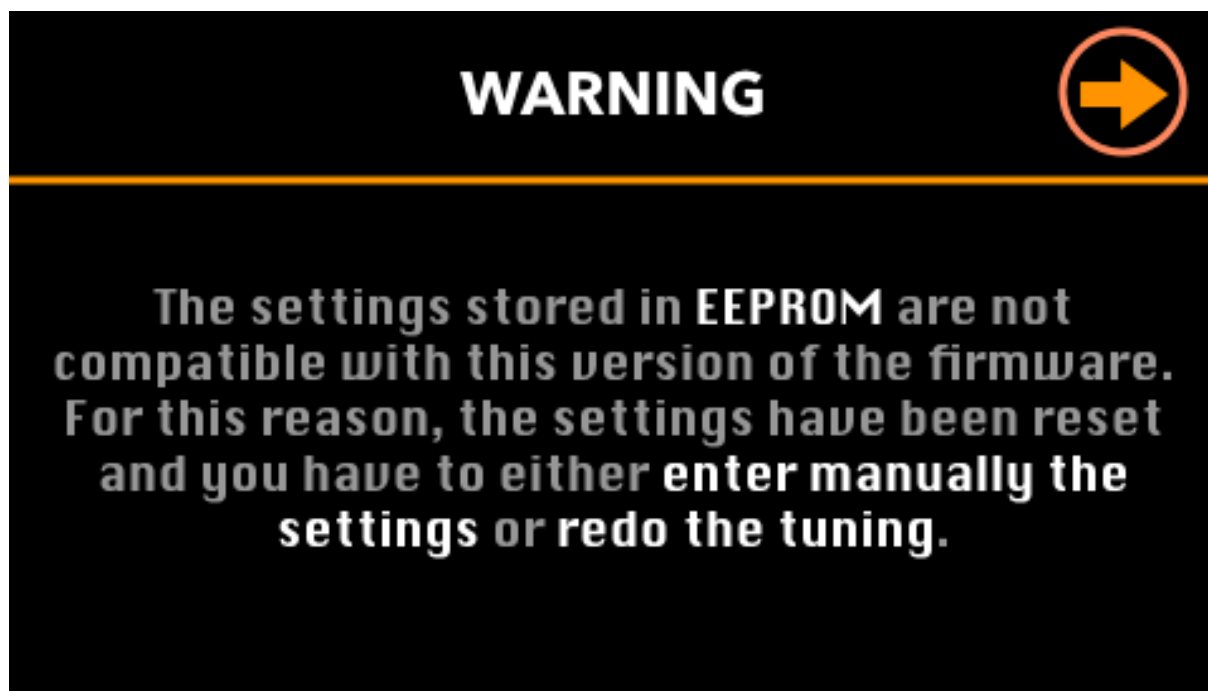 WARNING
The settings stored in EEPROM are not
compatible with this version of the firmware.
For this reason, the settings have been reset
and you have to either enter manually the
settings or redo the tuning.